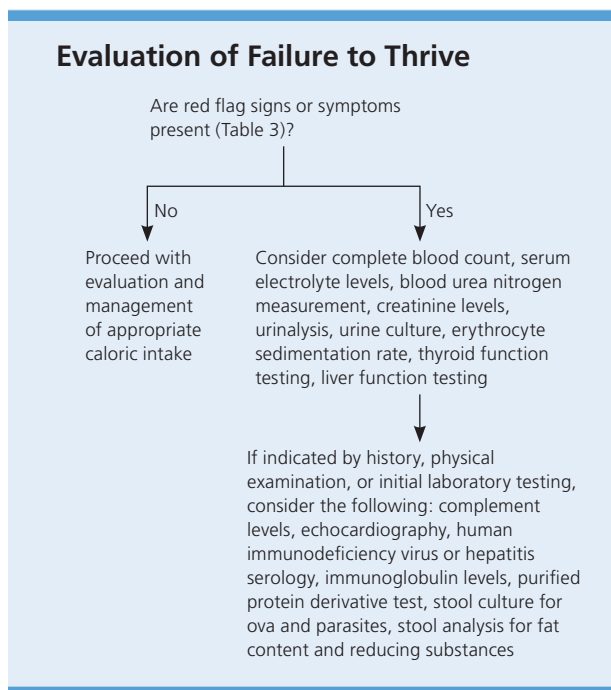 Evaluation of Failure to Thrive
Are red flag signs or symptoms
present (Table 3)?
No
Yes
Proceed with
evaluation and
management
of appropriate
caloric intake
Consider complete blood count, serum
electrolyte levels, blood urea nitrogen
measurement, creatinine levels,
urinalysis, urine culture, erythrocyte
sedimentation rate, thyroid function
testing, liver function testing
If indicated by history, physical
examination, or initial laboratory testing,
consider the following: complement
levels, echocardiography, human
immunodeficiency virus or hepatitis
serology, immunoglobulin levels, purified
protein derivative test, stool culture for
ova and parasites, stool analysis for fat
content and reducing substances